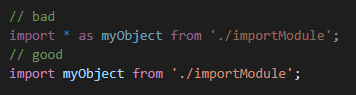 // bad
import * as myObject from './importModule';
// good
import myObject from './importModule';